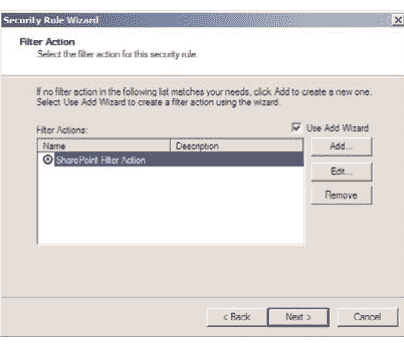 Security Rule Wizard
Filter Action
Select the filter action for this security rule.
If no filter action in the following list matches your needs, click Add to create a new one.
Select Use Add Wizard to create a filter action using the wizard.
Filter Actions:
Use Add Wizard
Name Description
Add...
SharePoint Filter Action
Edit...
Remove
< Back Next > Cancel